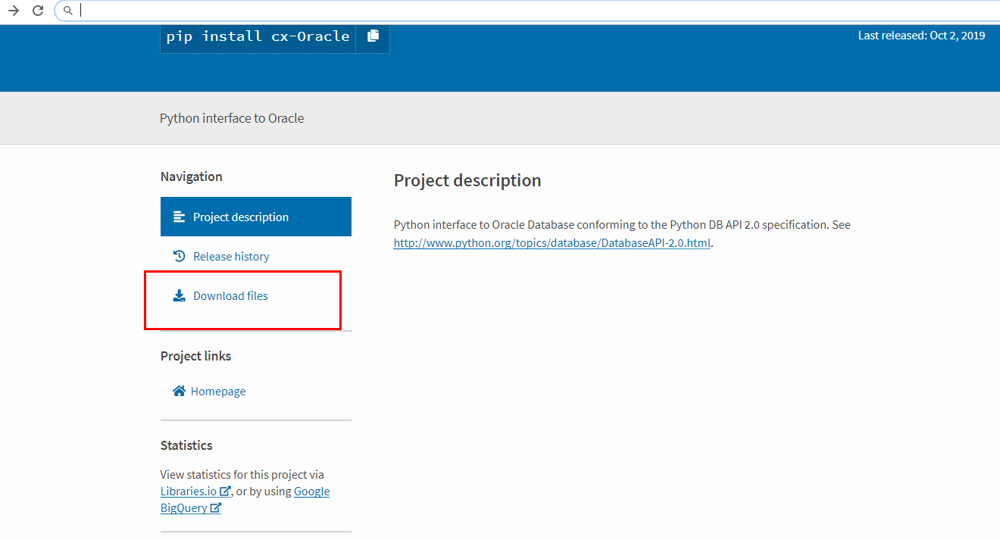 pip install cx-Oracle
Last released: Oct 2, 2019
Python interface to Oracle
Navigation
Project description
Release history
Download files
Project links
Homepage
Statistics
View statistics for this project via
Libraries.io, or by using Google
BigQuery
Project description
Python interface to Oracle Database conforming to the Python DB API 2.0 specification. See
http://www.python.org/topics/database/DatabaseAPI-2.0.html.